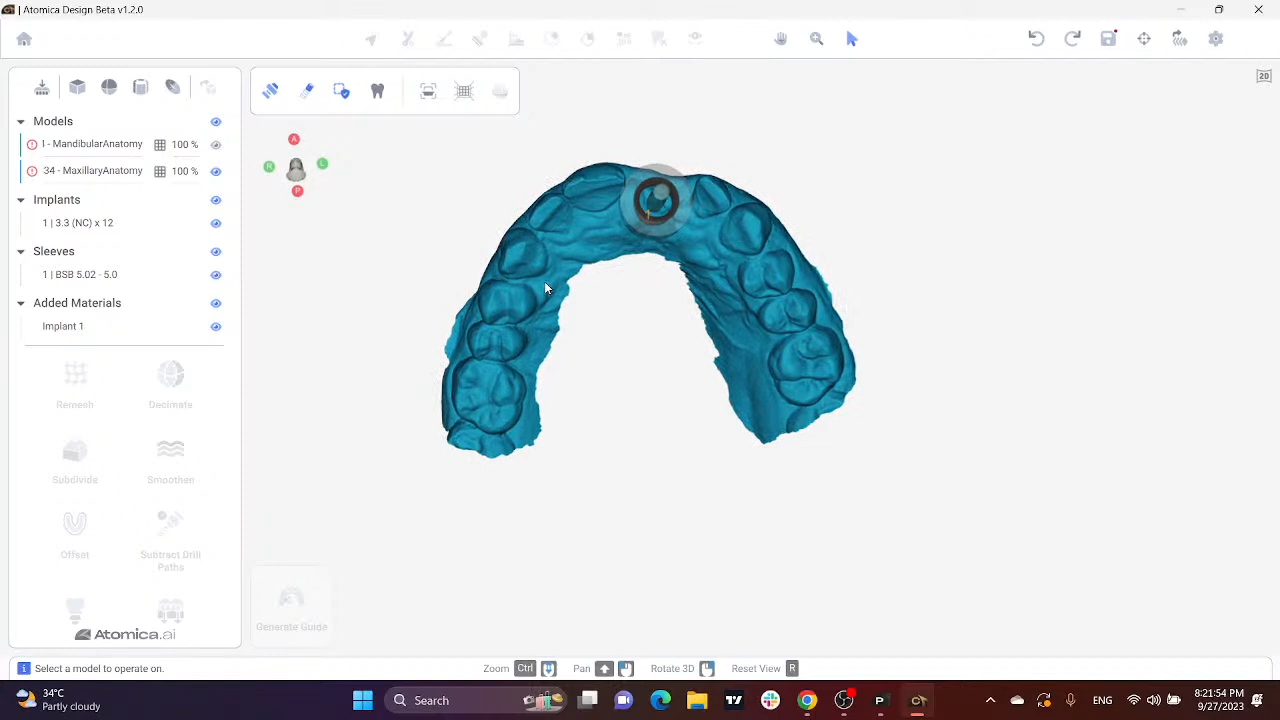 Atomica Design Beta v1.2.0
20
Models
I - MandibularAnatomy 100 %
34 - MaxillaryAnatomy 100 %
Implants
1 | 3.3 (NC) x 12
Sleeves
1 | BSB 5.02 - 5.0
Added Materials
Implant 1
A
R L
P
Remesh Decimate
Subdivide Smoothen
Offset Subtract Drill
Paths
Atomica.ai
Generate Guide
Select a model to operate on. Zoom Ctrl Pan Rotate 3D Reset View R
34°C
Partly cloudy
Search
ENG
8:21:54 PM
9/27/2023